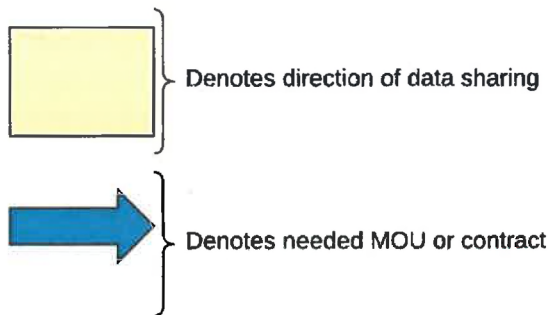 Denotes direction of data sharing
Denotes needed MOU or contract